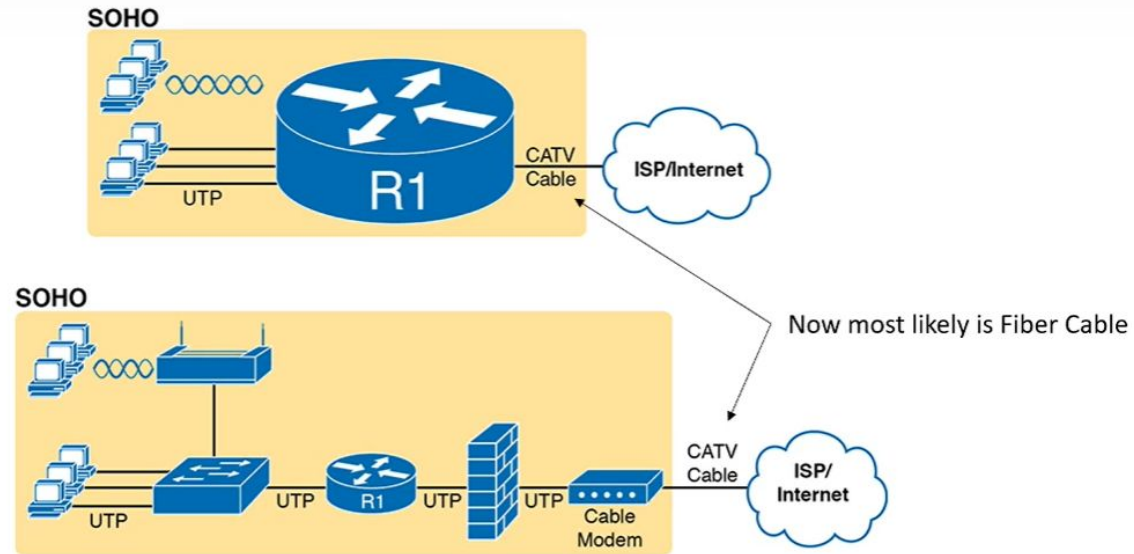 SOHO
UTP
R1
CATV
Cable
ISP/Internet
Now most likely is Fiber Cable
SOHO
UTP
UTP
R1
UTP
UTP
Cable
Modem
CATV
Cable
ISP/
Internet